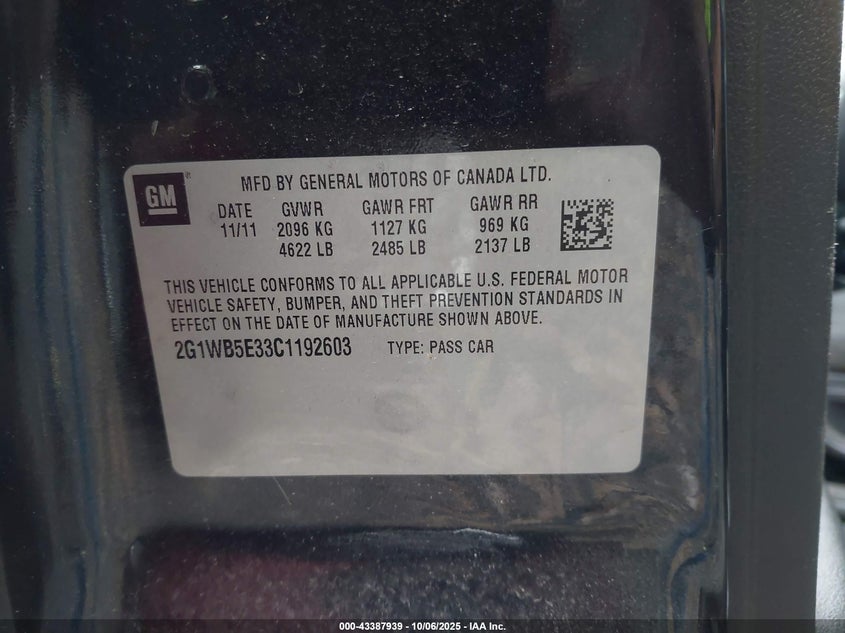 GM ®
MFD BY GENERAL MOTORS OF CANADA LTD.
DATE GVWR GAWR FRT GAWR RR
11/11 2096 KG 1127 KG 969 KG
4622 LB 2485 LB 2137 LB
THIS VEHICLE CONFORMS TO ALL APPLICABLE U.S. FEDERAL MOTOR
VEHICLE SAFETY, BUMPER, AND THEFT PREVENTION STANDARDS IN
EFFECT ON THE DATE OF MANUFACTURE SHOWN ABOVE.
2G1WB5E33C1192603 TYPE: PASS CAR
000-43387939 - 10/06/2025 - IAA Inc.